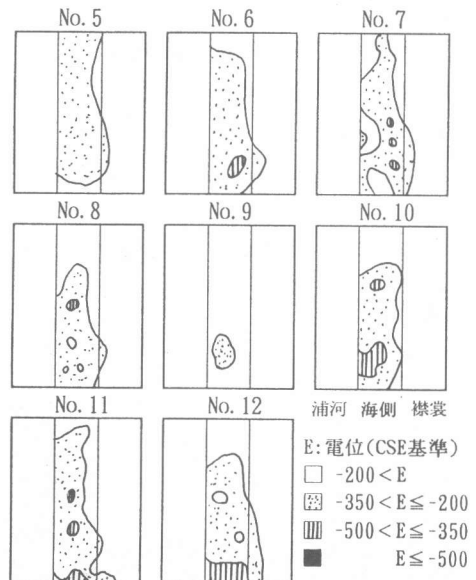 No. 5 No. 6 No. 7
No. 8 No. 9 No. 10
浦河 海側 襟裳
No. 11 No. 12
E:電位(CSE基準)
-200<E
-350<E≦-200
-500<E≦-350
E≦-500